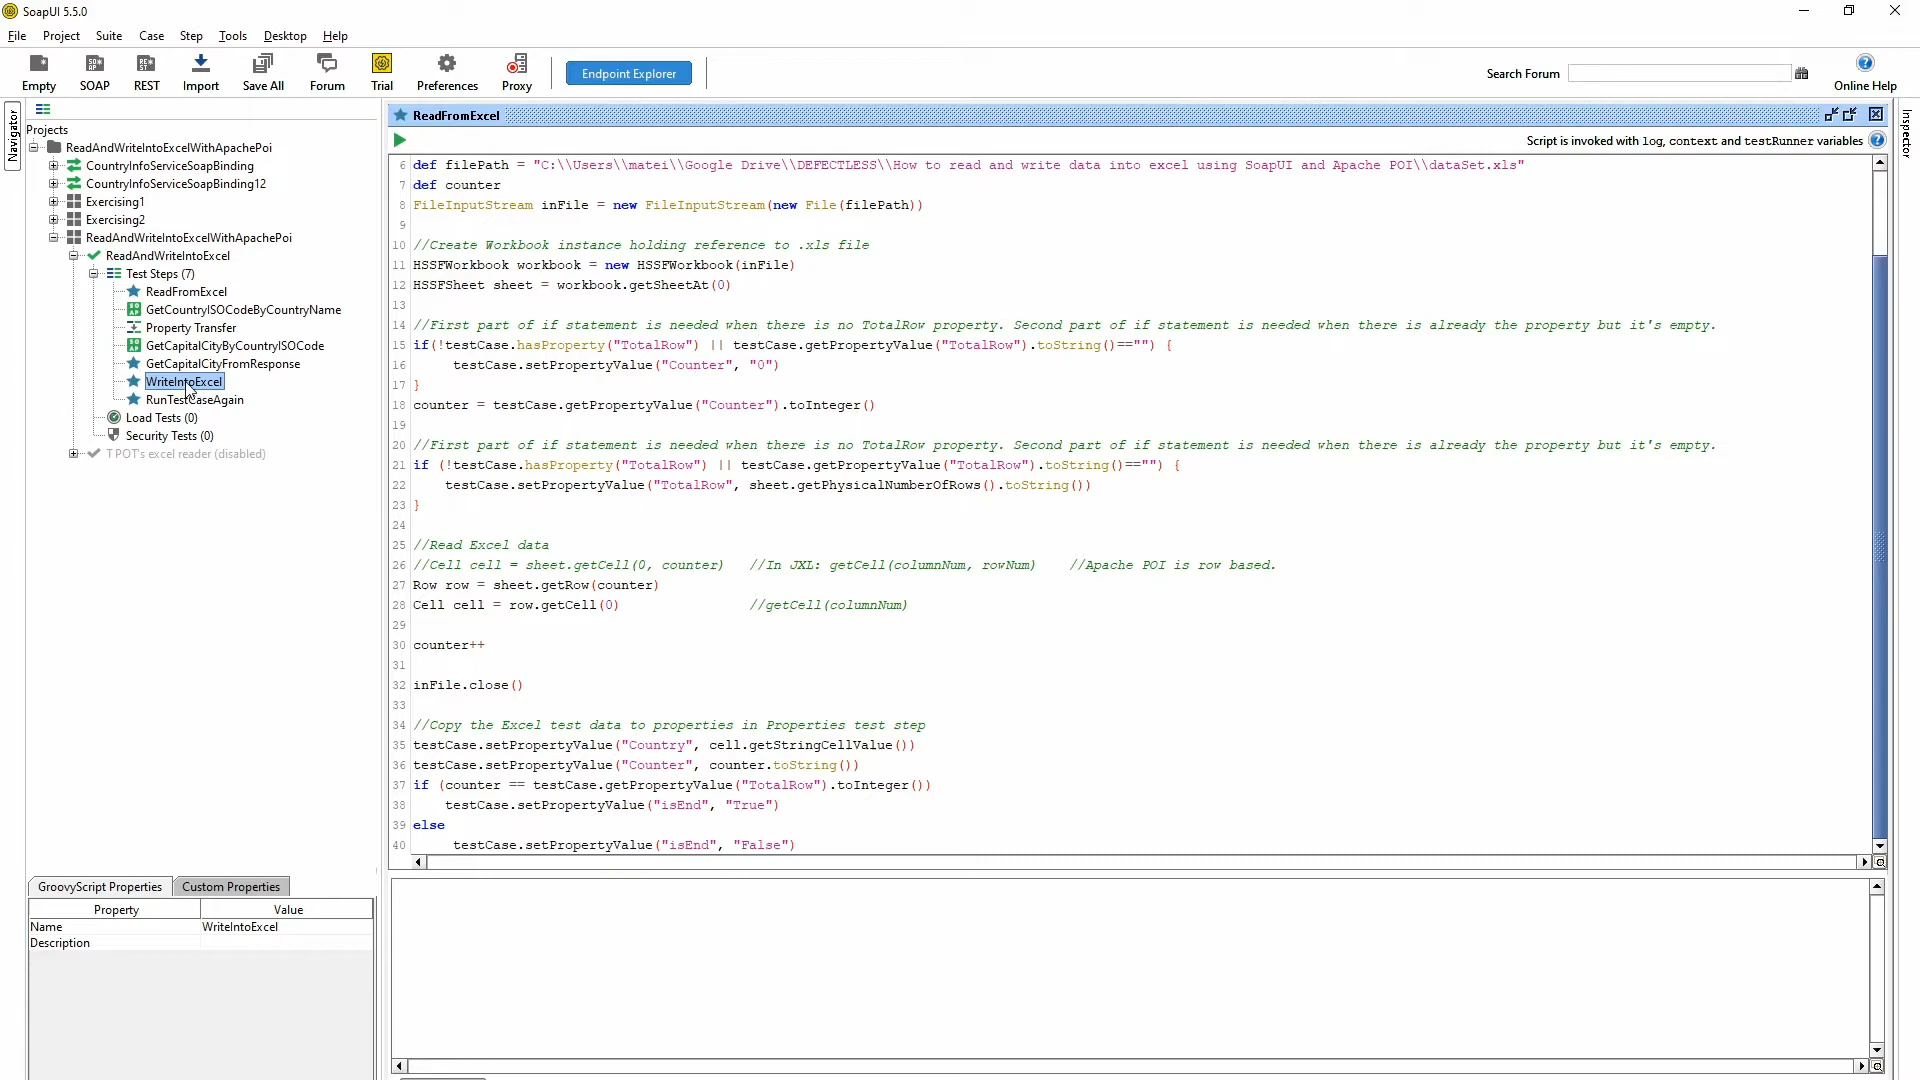 SoapUI 5.5.0
File Project Suite Case Step Tools Desktop Help
Empty SOAP REST Import Save All Forum Trial Preferences Proxy Endpoint Explorer Search Forum Online Help
Navigator
Inspector
Projects
ReadAndWriteIntoExcelWithApachePoi
CountryInfoServiceSoapBinding
CountryInfoServiceSoapBinding12
Exercising1
Exercising2
ReadAndWriteIntoExcelWithApachePoi
ReadAndWriteIntoExcel
Test Steps (7)
ReadFromExcel
GetCountryISOCodeByCountryName
Property Transfer
GetCapitalCityByCountryISOCode
GetCapitalCityFromResponse
WriteIntoExcel
RunTestCaseAgain
Load Tests (0)
Security Tests (0)
TPOT's excel reader (disabled)
GroovyScript Properties Custom Properties
Property Value
Name WriteIntoExcel
Description
ReadFromExcel
Script is invoked with log, context and testRunner variables
6 def filePath = "C:\\Users\\matei\\Google Drive\\DEFECTLESS\\How to read and write data into excel using SoapUI and Apache POI\\dataSet.xls"
7 def counter
8 FileInputStream inFile = new FileInputStream(new File(filePath))
9
10 //Create Workbook instance holding reference to .xls file
11 HSSFWorkbook workbook = new HSSFWorkbook(inFile)
12 HSSFSheet sheet = workbook.getSheetAt(0)
13
14 //First part of if statement is needed when there is no TotalRow property. Second part of if statement is needed when there is already the property but it's empty.
15 if(!testCase.hasProperty("TotalRow") || testCase.getPropertyValue("TotalRow").toString()=="") {
16 testCase.setPropertyValue("Counter", "0")
17 }
18 counter = testCase.getPropertyValue("Counter").toInteger()
19
20 //First part of if statement is needed when there is no TotalRow property. Second part of if statement is needed when there is already the property but it's empty.
21 if (!testCase.hasProperty("TotalRow") || testCase.getPropertyValue("TotalRow").toString()=="") {
22 testCase.setPropertyValue("TotalRow", sheet.getPhysicalNumberOfRows().toString())
23 }
24
25 //Read Excel data
26 //Cell cell = sheet.getCell(0, counter) //In JXL: getCell(columnNum, rowNum) //Apache POI is row based.
27 Row row = sheet.getRow(counter)
28 Cell cell = row.getCell(0) //getCell(columnNum)
29
30 counter++
31
32 inFile.close()
33
34 //Copy the Excel test data to properties in Properties test step
35 testCase.setPropertyValue("Country", cell.getStringCellValue())
36 testCase.setPropertyValue("Counter", counter.toString())
37 if (counter == testCase.getPropertyValue("TotalRow").toInteger())
38 testCase.setPropertyValue("isEnd", "True")
39 else
40 testCase.setPropertyValue("isEnd", "False")